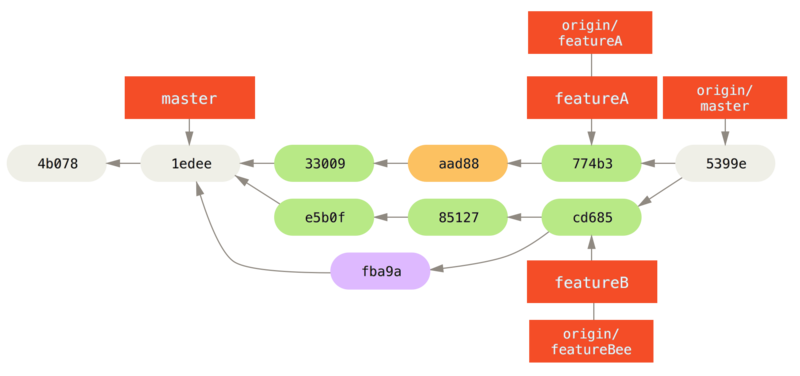 origin/
featureA
master
featureA
origin/
master
4b078
1edee
33009
aad88
774b3
5399e
e5b0f
85127
cd685
fba9a
featureB
origin/
featureBee